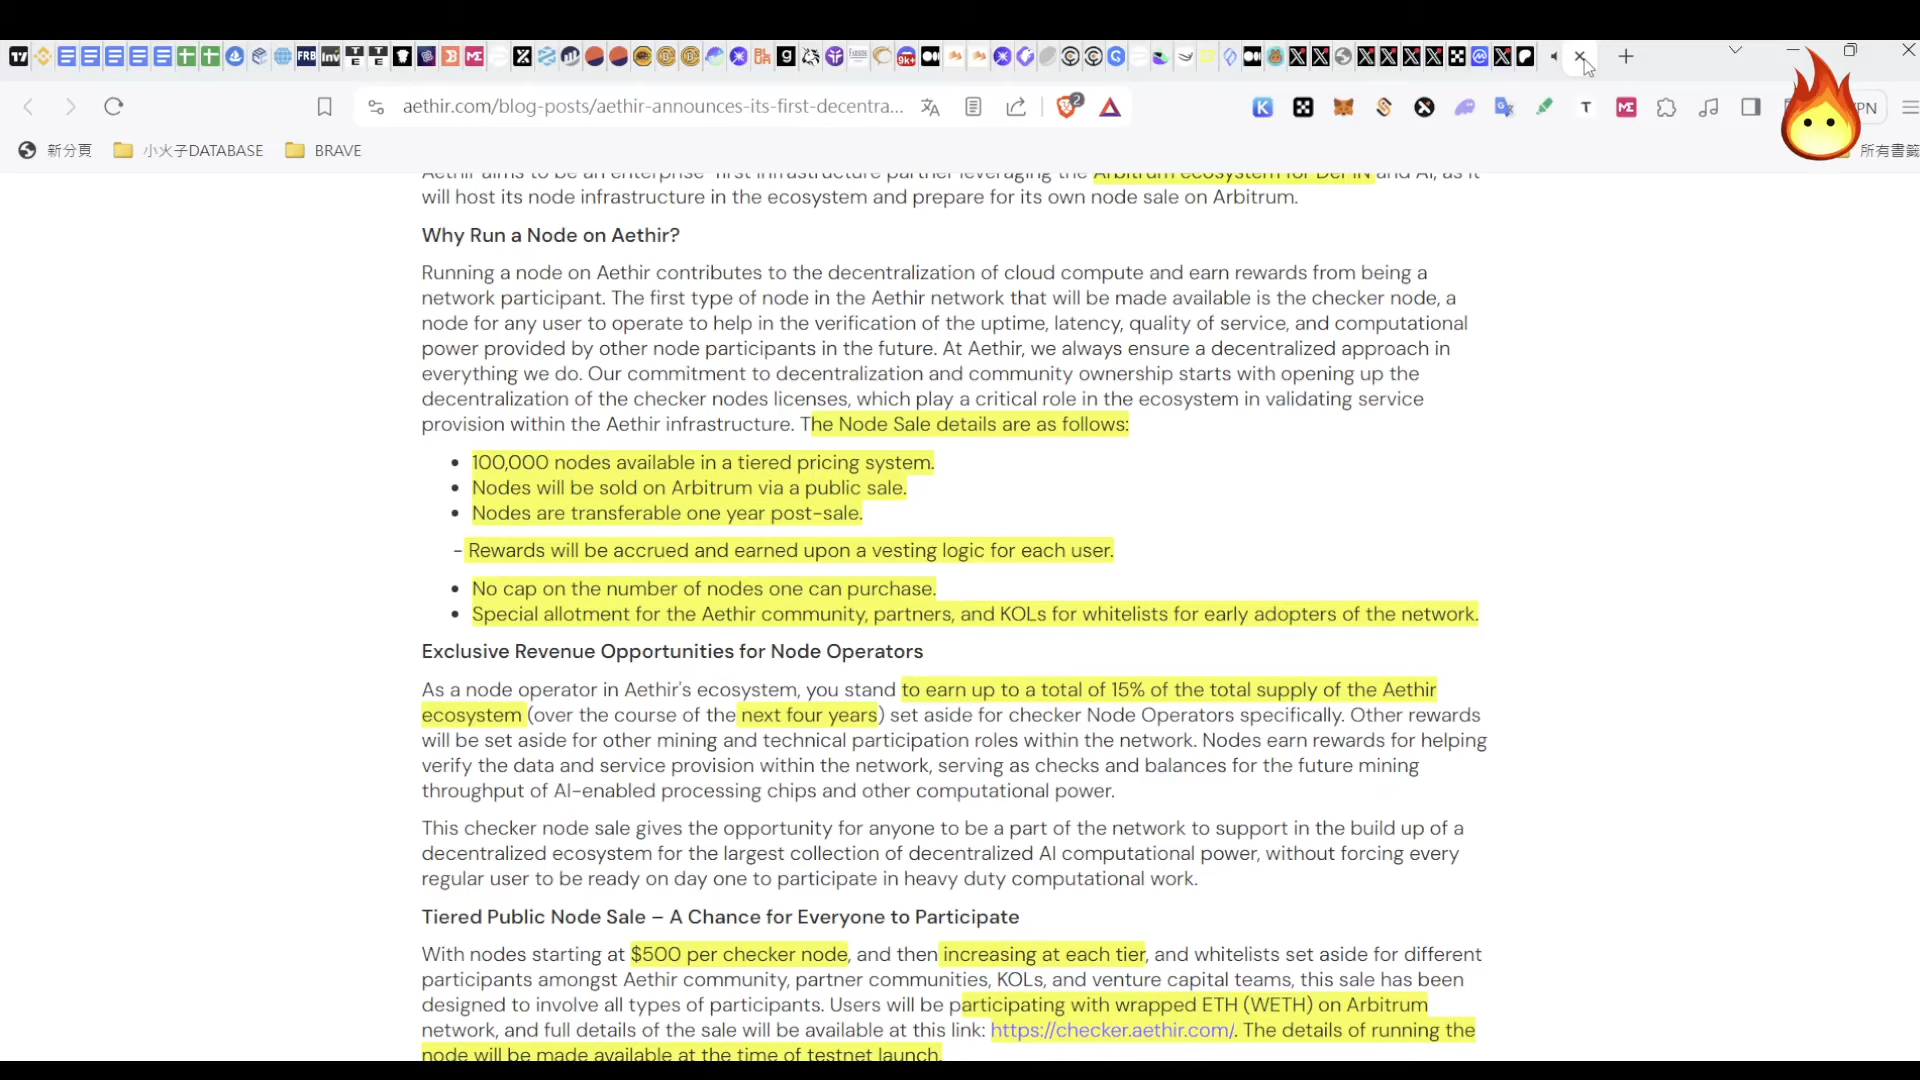 aethir.com/blog-posts/aethir-announces-its-first-decentra...
新分頁 小火子DATABASE BRAVE 所有書籤
Aethir aims to be an enterprise-first infrastructure partner leveraging the Arbitrum ecosystem for DePIN and AI, as it
will host its node infrastructure in the ecosystem and prepare for its own node sale on Arbitrum.
Why Run a Node on Aethir?
Running a node on Aethir contributes to the decentralization of cloud compute and earn rewards from being a
network participant. The first type of node in the Aethir network that will be made available is the checker node, a
node for any user to operate to help in the verification of the uptime, latency, quality of service, and computational
power provided by other node participants in the future. At Aethir, we always ensure a decentralized approach in
everything we do. Our commitment to decentralization and community ownership starts with opening up the
decentralization of the checker nodes licenses, which play a critical role in the ecosystem in validating service
provision within the Aethir infrastructure. The Node Sale details are as follows:
• 100,000 nodes available in a tiered pricing system.
• Nodes will be sold on Arbitrum via a public sale.
• Nodes are transferable one year post-sale.
- Rewards will be accrued and earned upon a vesting logic for each user.
• No cap on the number of nodes one can purchase.
• Special allotment for the Aethir community, partners, and KOLs for whitelists for early adopters of the network.
Exclusive Revenue Opportunities for Node Operators
As a node operator in Aethir's ecosystem, you stand to earn up to a total of 15% of the total supply of the Aethir
ecosystem (over the course of the next four years) set aside for checker Node Operators specifically. Other rewards
will be set aside for other mining and technical participation roles within the network. Nodes earn rewards for helping
verify the data and service provision within the network, serving as checks and balances for the future mining
throughput of AI-enabled processing chips and other computational power.
This checker node sale gives the opportunity for anyone to be a part of the network to support in the build up of a
decentralized ecosystem for the largest collection of decentralized AI computational power, without forcing every
regular user to be ready on day one to participate in heavy duty computational work.
Tiered Public Node Sale – A Chance for Everyone to Participate
With nodes starting at $500 per checker node, and then increasing at each tier, and whitelists set aside for different
participants amongst Aethir community, partner communities, KOLs, and venture capital teams, this sale has been
designed to involve all types of participants. Users will be participating with wrapped ETH (WETH) on Arbitrum
network, and full details of the sale will be available at this link: https://checker.aethir.com/. The details of running the
node will be made available at the time of testnet launch.